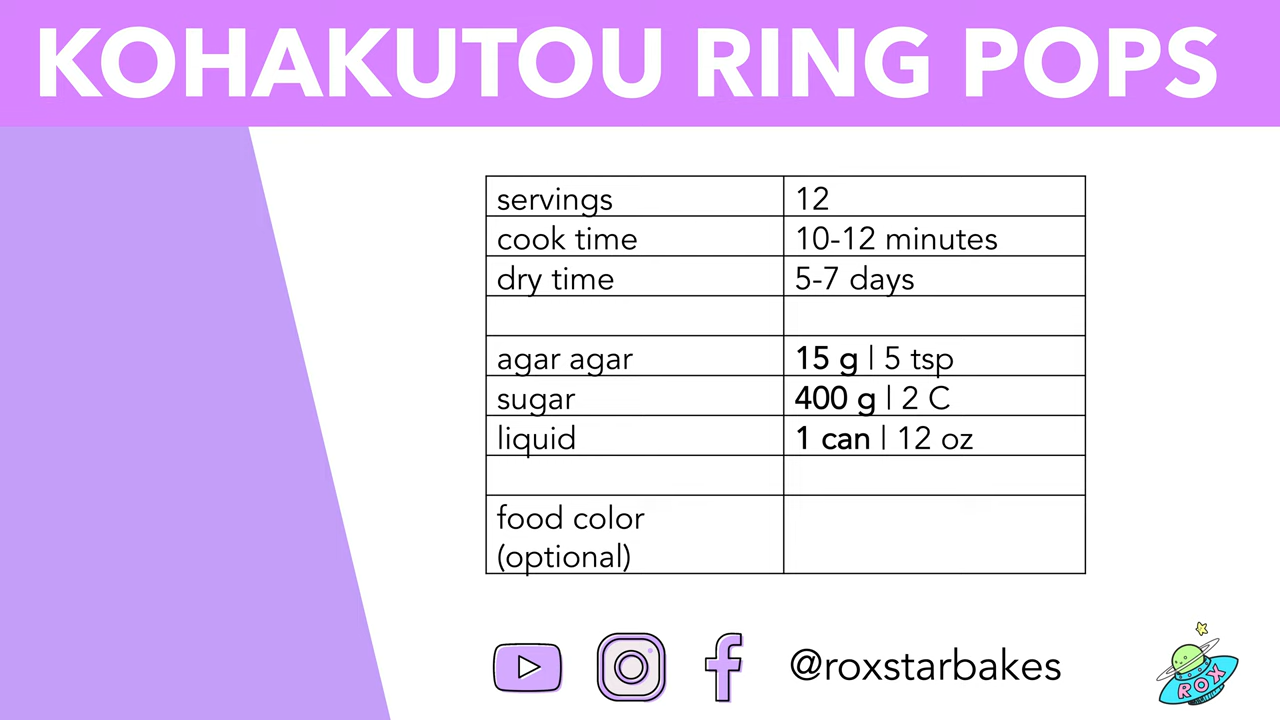 KOHAKUTOU RING POPS
servings 12
cook time 10-12 minutes
dry time 5-7 days
agar agar 15 g | 5 tsp
sugar 400 g | 2 C
liquid 1 can | 12 oz
food color
(optional)
@roxstarbakes
ROX